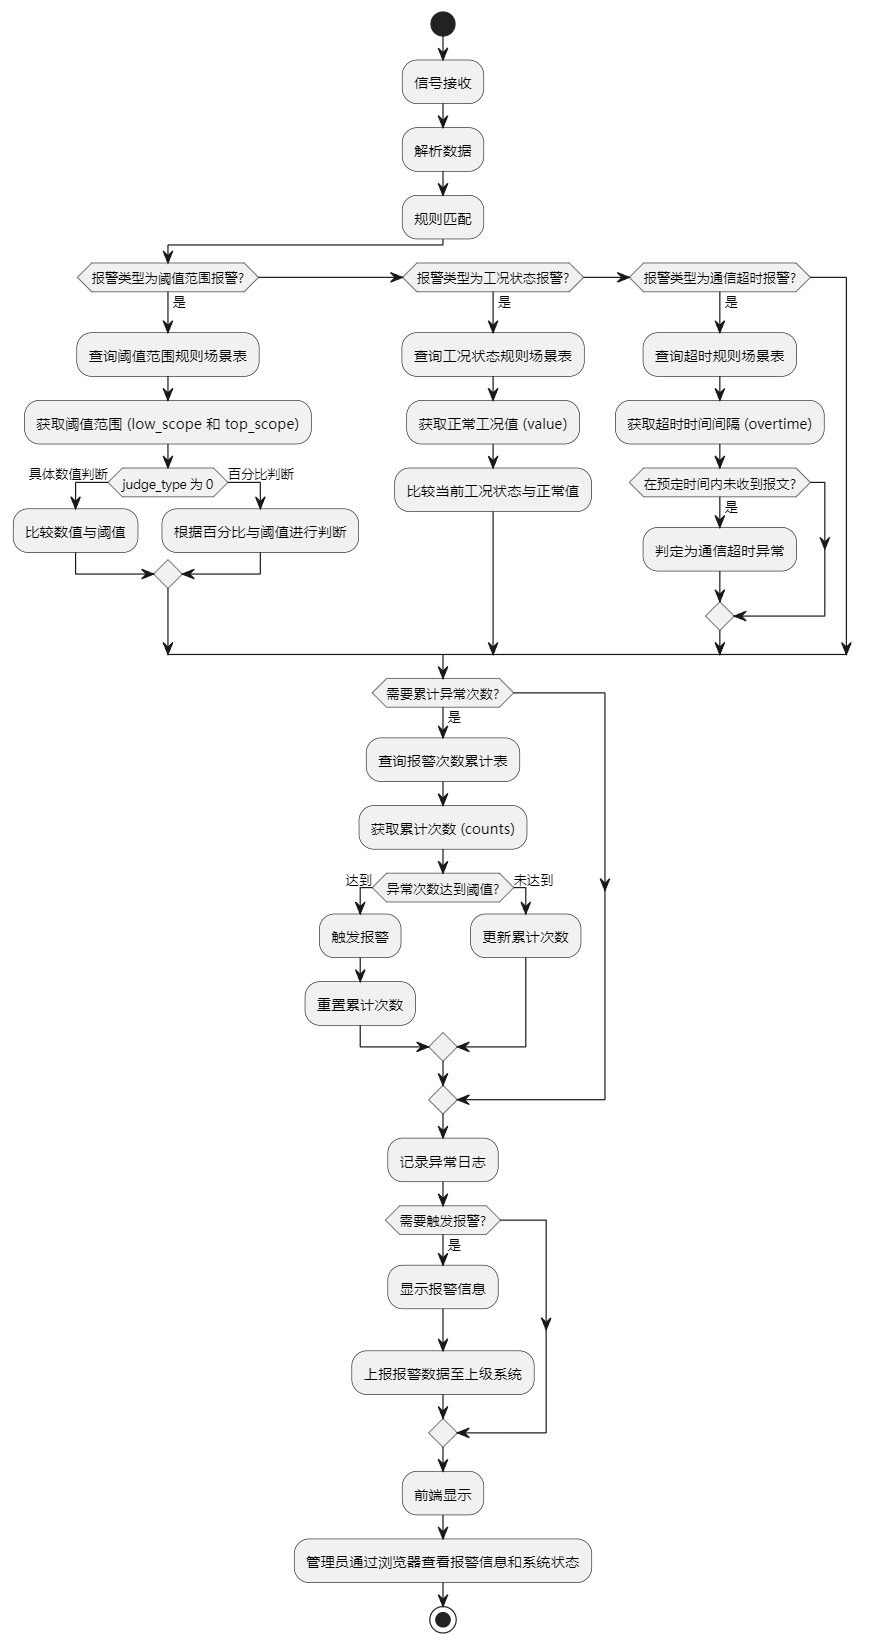 信号接收
解析数据
规则匹配
报警类型为阈值范围报警?
是
查询阈值范围规则场景表
获取阈值范围 (low_scope 和 top_scope)
具体数值判断
judge_type 为 0
百分比判断
比较数值与阈值
根据百分比与阈值进行判断
报警类型为工况状态报警?
是
查询工况状态规则场景表
获取正常工况值 (value)
比较当前工况状态与正常值
报警类型为通信超时报警?
是
查询超时规则场景表
获取超时时间间隔 (overtime)
在预定时间内未收到报文?
是
判定为通信超时异常
需要累计异常次数?
是
查询报警次数累计表
获取累计次数 (counts)
达到
异常次数达到阈值?
未达到
触发报警
更新累计次数
重置累计次数
记录异常日志
需要触发报警?
是
显示报警信息
上报报警数据至上级系统
前端显示
管理员通过浏览器查看报警信息和系统状态